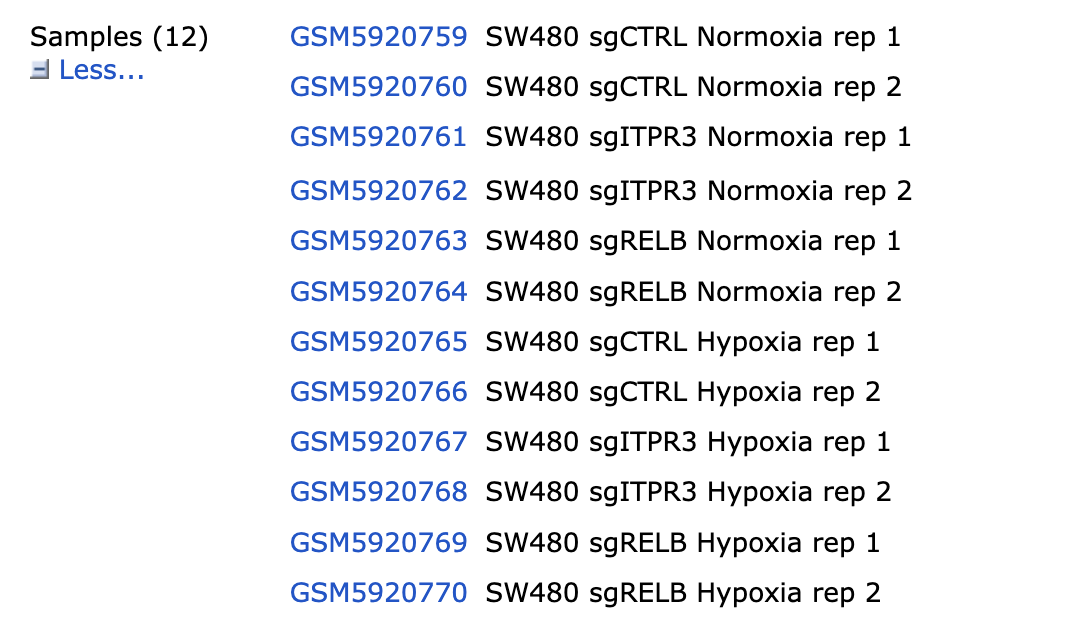 Samples (12)
Less...
GSM5920759 SW480 sgCTRL Normoxia rep 1
GSM5920760 SW480 sgCTRL Normoxia rep 2
GSM5920761 SW480 sgITPR3 Normoxia rep 1
GSM5920762 SW480 sgITPR3 Normoxia rep 2
GSM5920763 SW480 sgRELB Normoxia rep 1
GSM5920764 SW480 sgRELB Normoxia rep 2
GSM5920765 SW480 sgCTRL Hypoxia rep 1
GSM5920766 SW480 sgCTRL Hypoxia rep 2
GSM5920767 SW480 sgITPR3 Hypoxia rep 1
GSM5920768 SW480 sgITPR3 Hypoxia rep 2
GSM5920769 SW480 sgRELB Hypoxia rep 1
GSM5920770 SW480 sgRELB Hypoxia rep 2